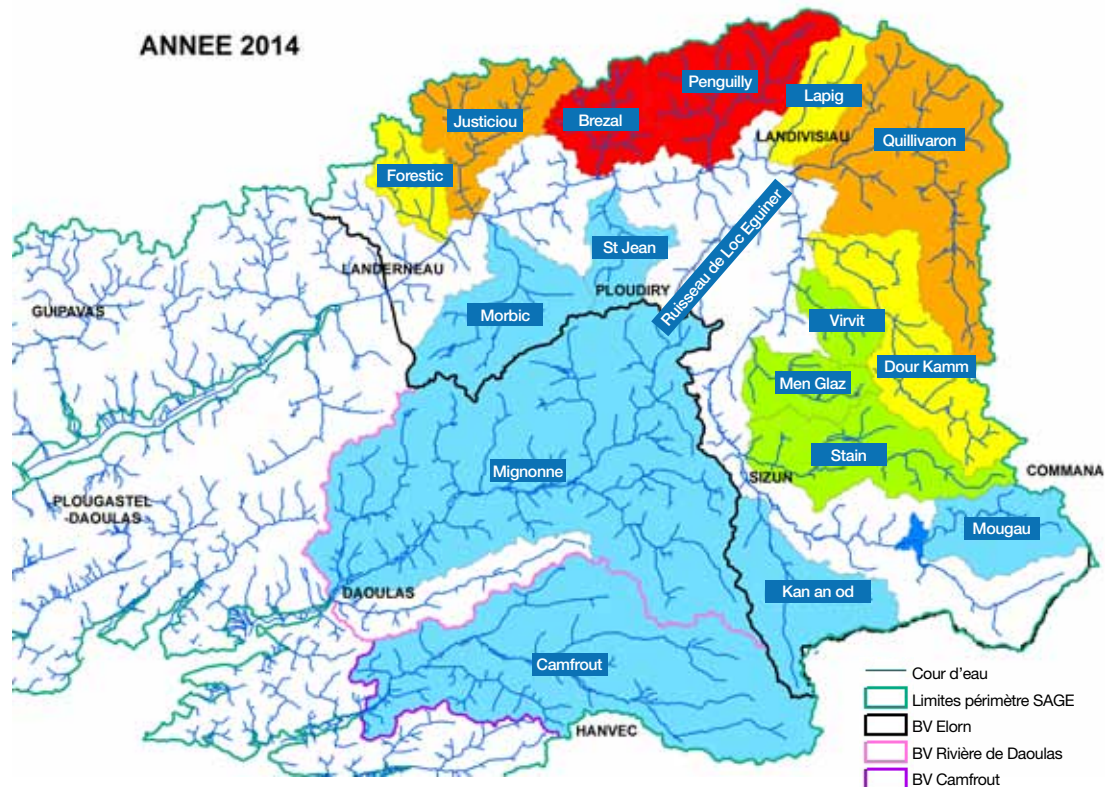 ANNEE 2014
Penguilly
Lapig
Justiciou
Brezal
LANDIVISIAU
Quillivaron
Forestic
St Jean
Ruisseau de Loc Eguiner
LANDERNEAU
PLOUDIRY
GUIPAVAS
Morbic
Virvit
Dour Kamm
Men Glaz
Stain
Mignonne
SIZUN
COMMANA
PLOUGASTEL
-DAOULAS
Mougau
DAOULAS
Kan an od
Camfrout
HANVEC
Cour d'eau
Limites périmètre SAGE
BV Elorn
BV Rivière de Daoulas
BV Camfrout